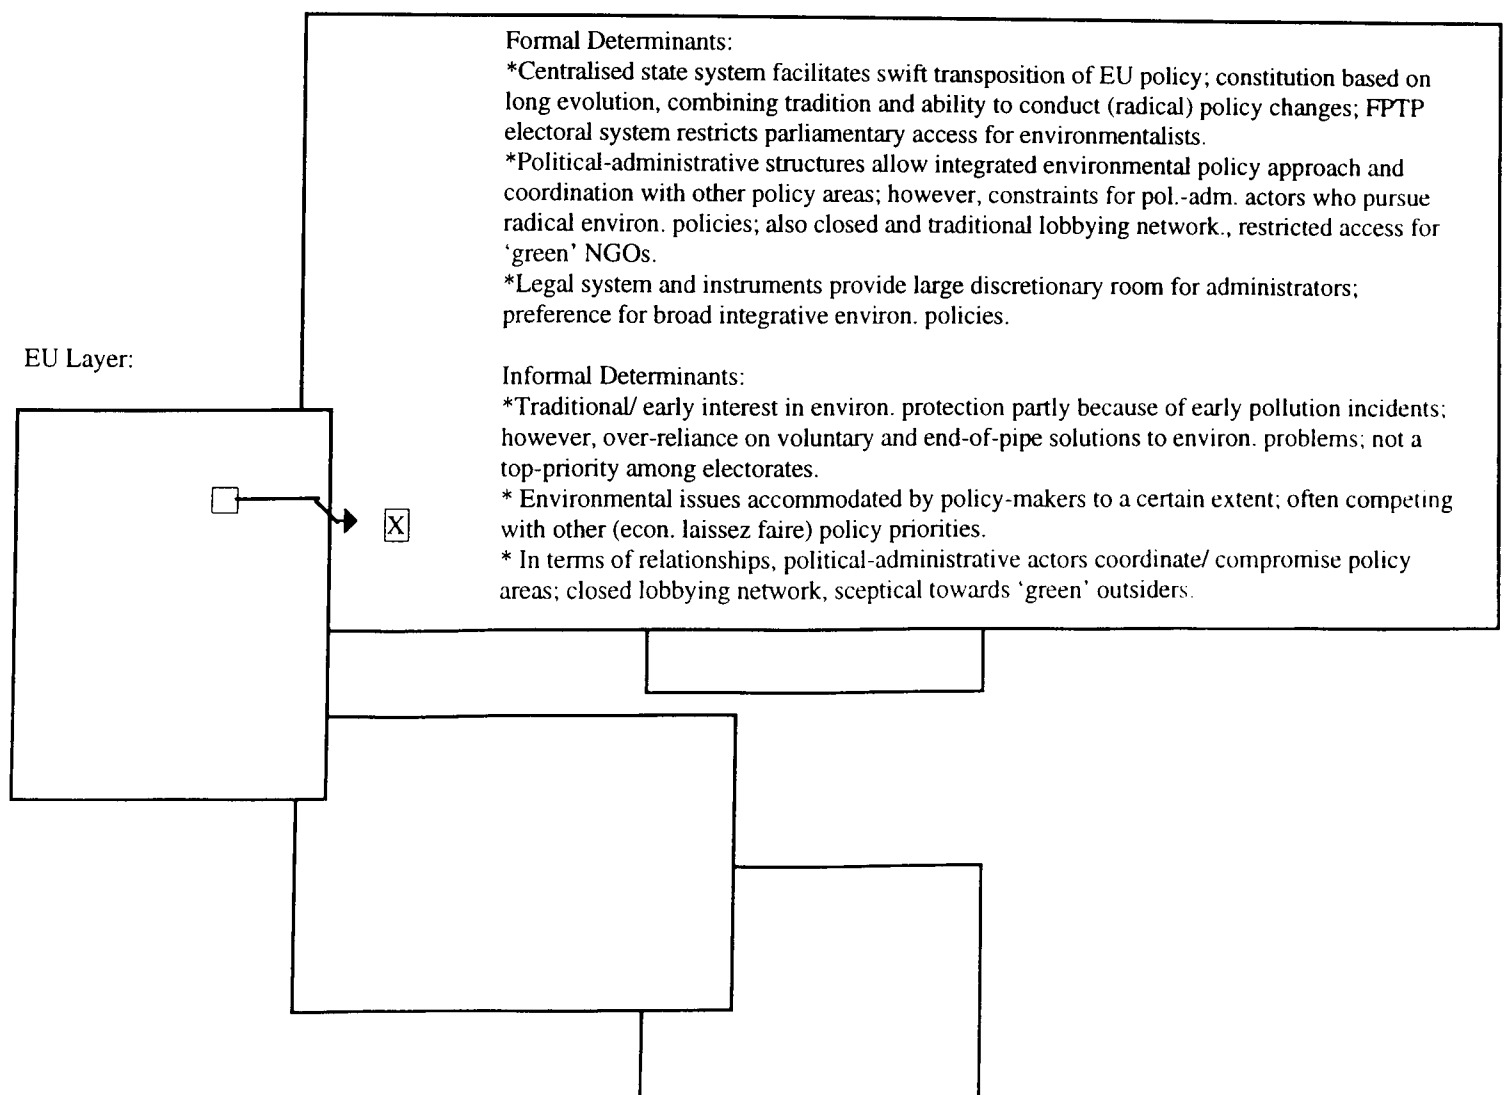 Formal Determinants:
*Centralised state system facilitates swift transposition of EU policy; constitution based on
long evolution, combining tradition and ability to conduct (radical) policy changes; FPTP
electoral system restricts parliamentary access for environmentalists.
*Political-administrative structures allow integrated environmental policy approach and
coordination with other policy areas; however, constraints for pol.-adm. actors who pursue
radical environ. policies; also closed and traditional lobbying network., restricted access for
‘green’ NGOs.
*Legal system and instruments provide large discretionary room for administrators;
preference for broad integrative environ. policies.
EU Layer:
Informal Determinants:
*Traditional/ early interest in environ. protection partly because of early pollution incidents;
however, over-reliance on voluntary and end-of-pipe solutions to environ. problems; not a
top-priority among electorates.
* Environmental issues accommodated by policy-makers to a certain extent; often competing
with other (econ. laissez faire) policy priorities.
* In terms of relationships, political-administrative actors coordinate/ compromise policy
areas; closed lobbying network, sceptical towards ‘green’ outsiders.
X